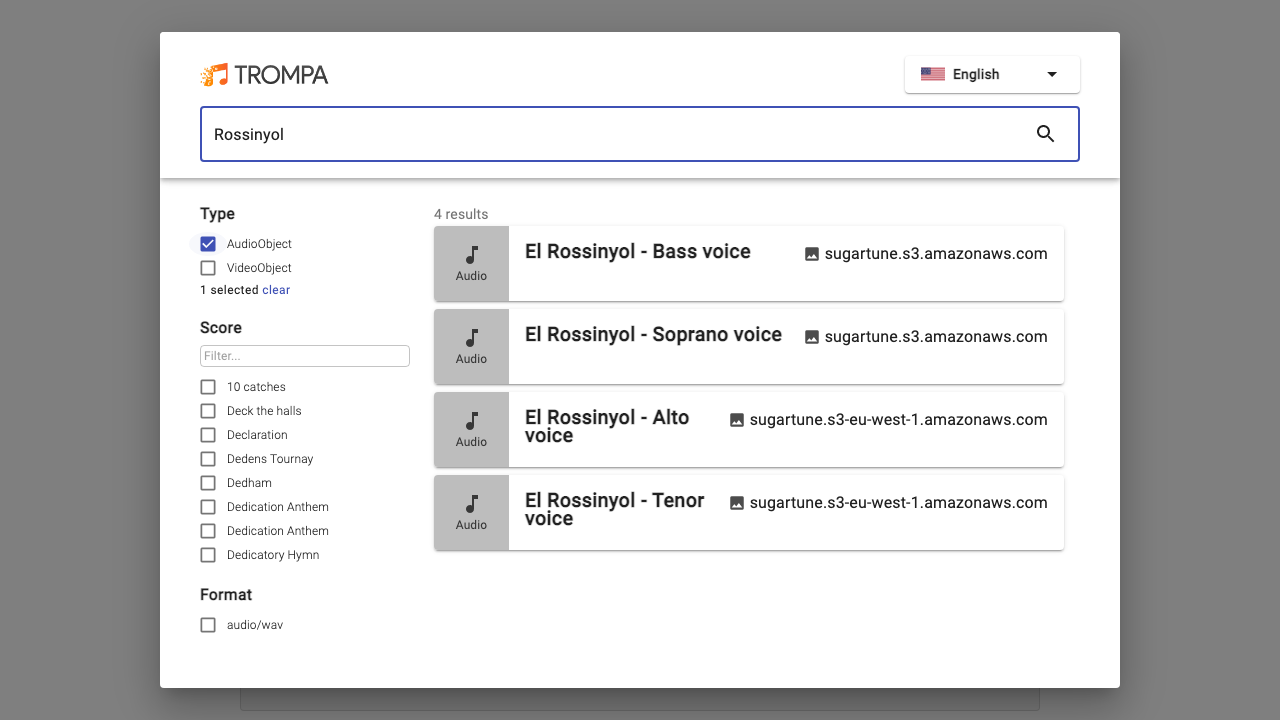 TROMPA
English
Rossinyol
Type
AudioObject
VideoObject
1 selected clear
Score
Filter...
10 catches
Deck the halls
Declaration
Dedens Tournay
Dedham
Dedication Anthem
Dedication Anthem
Dedicatory Hymn
Format
audio/wav
4 results
Audio
El Rossinyol - Bass voice
sugartune.s3.amazonaws.com
Audio
El Rossinyol - Soprano voice
sugartune.s3.amazonaws.com
Audio
El Rossinyol - Alto
voice
sugartune.s3-eu-west-1.amazonaws.com
Audio
El Rossinyol - Tenor
voice
sugartune.s3-eu-west-1.amazonaws.com